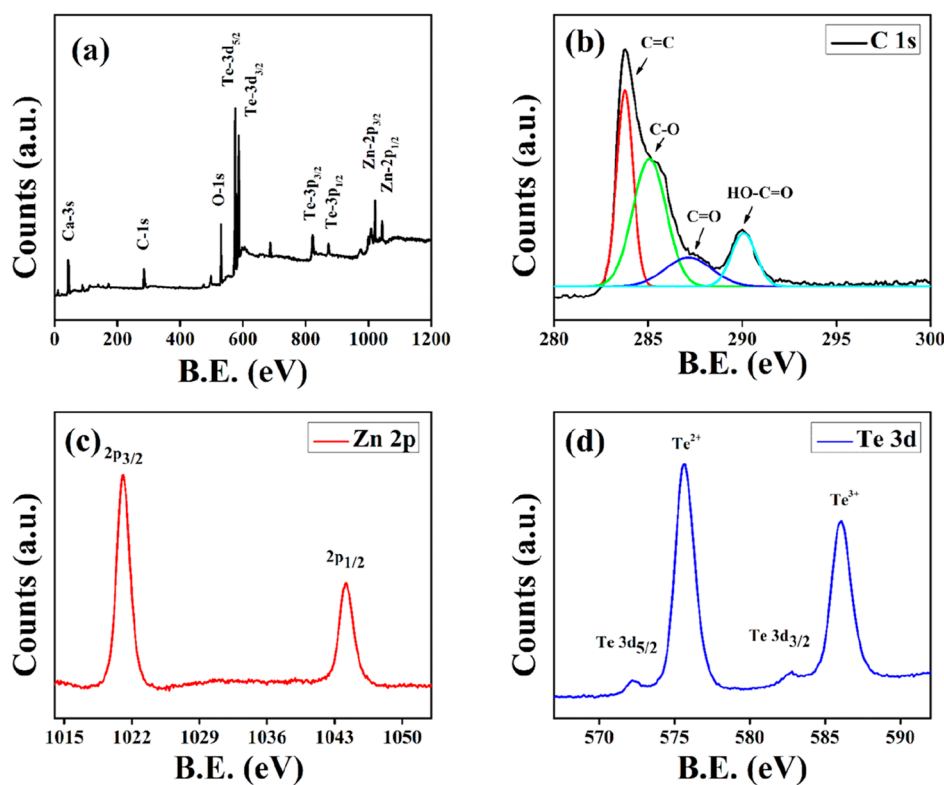 (a)
Ca-3s
C-1s
O-1s
Te-3d5/2
Te-3d3/2
Te-3p3/2
Te-3p1/2
Zn-2p3/2
Zn-2p1/2
Counts (a.u.)
0 200 400 600 800 1000 1200
B.E. (eV)
(b)
C 1s
C=C
C-O
C=O
HO-C=O
Counts (a.u.)
280 285 290 295 300
B.E. (eV)
(c)
Zn 2p
2p3/2
2p1/2
Counts (a.u.)
1015 1022 1029 1036 1043 1050
B.E. (eV)
(d)
Te 3d
Te2+
Te3+
Te 3d5/2
Te 3d3/2
Counts (a.u.)
570 575 580 585 590
B.E. (eV)